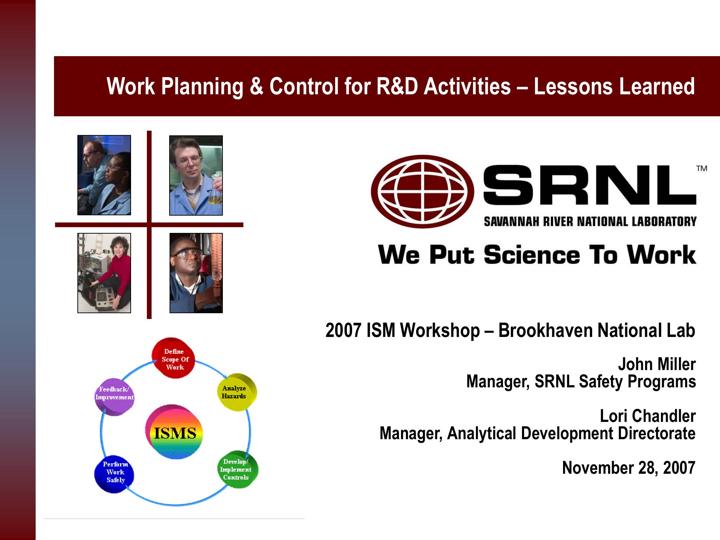 Work Planning & Control for R&D Activities – Lessons Learned
SRNL™
SAVANNAH RIVER NATIONAL LABORATORY
We Put Science To Work
2007 ISM Workshop – Brookhaven National Lab
John Miller
Manager, SRNL Safety Programs
Lori Chandler
Manager, Analytical Development Directorate
November 28, 2007
Define
Scope Of
Work
Analyze
Hazards
Develop/
Implement
Controls
Perform
Work
Safely
Feedback/
Improvement
ISMS